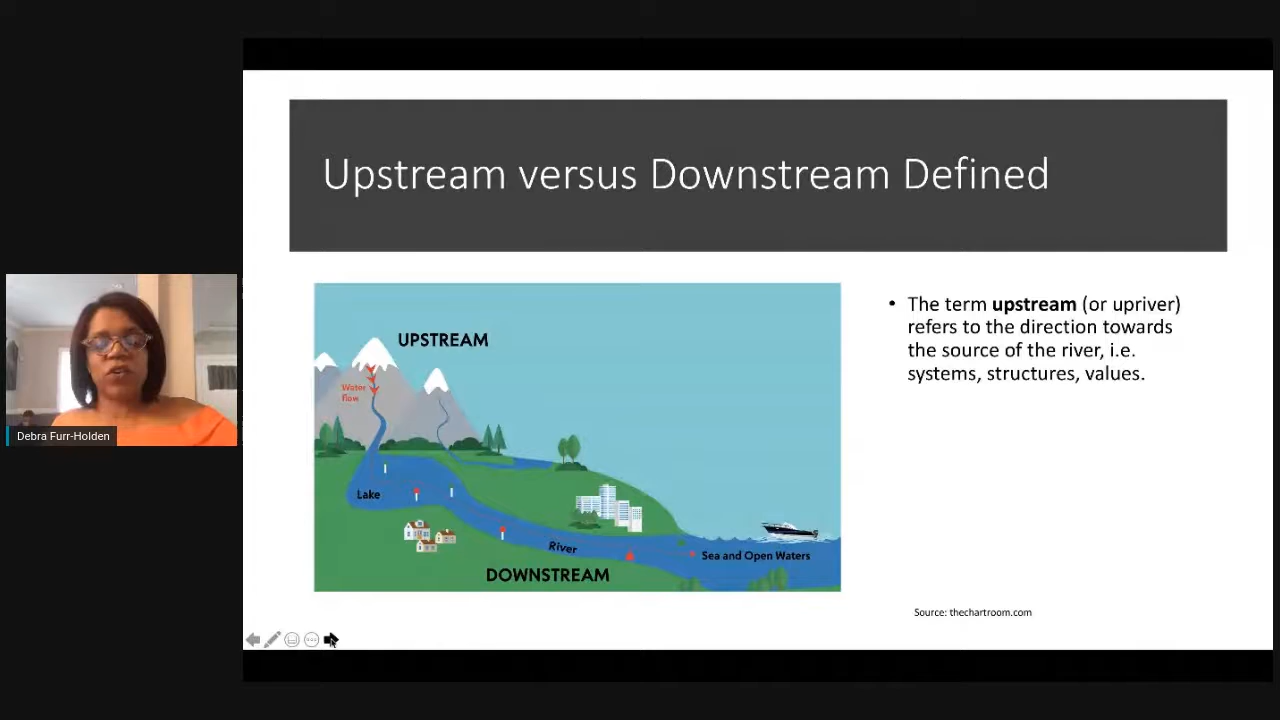 Upstream versus Downstream Defined
UPSTREAM
Water
flow
Lake
River
DOWNSTREAM
Sea and Open Waters
• The term upstream (or upriver)
refers to the direction towards
the source of the river, i.e.
systems, structures, values.
Source: thechartroom.com
Debra Furr-Holden